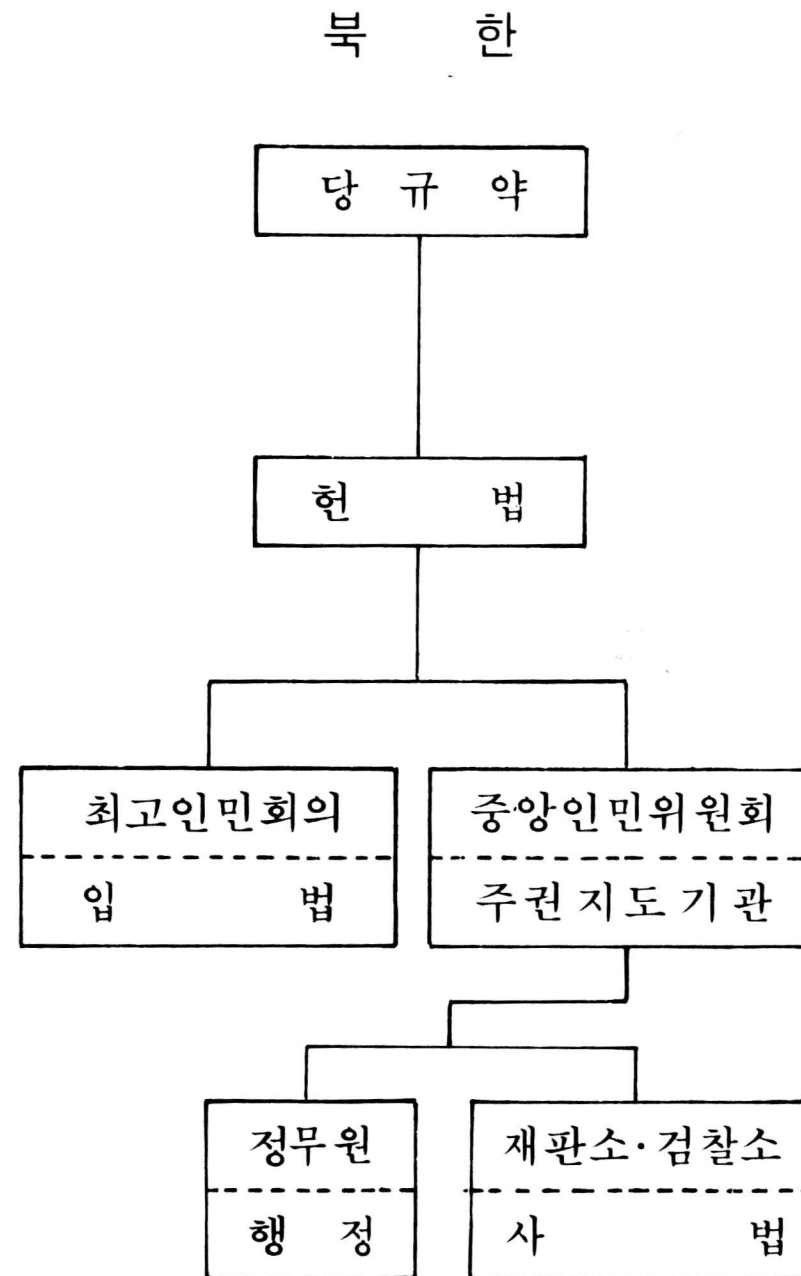 북 한
당 규 약
헌 법
최고인민회의
입 법
중앙인민위원회
주권지도기관
정무원
행 정
재판소·검찰소
사 법